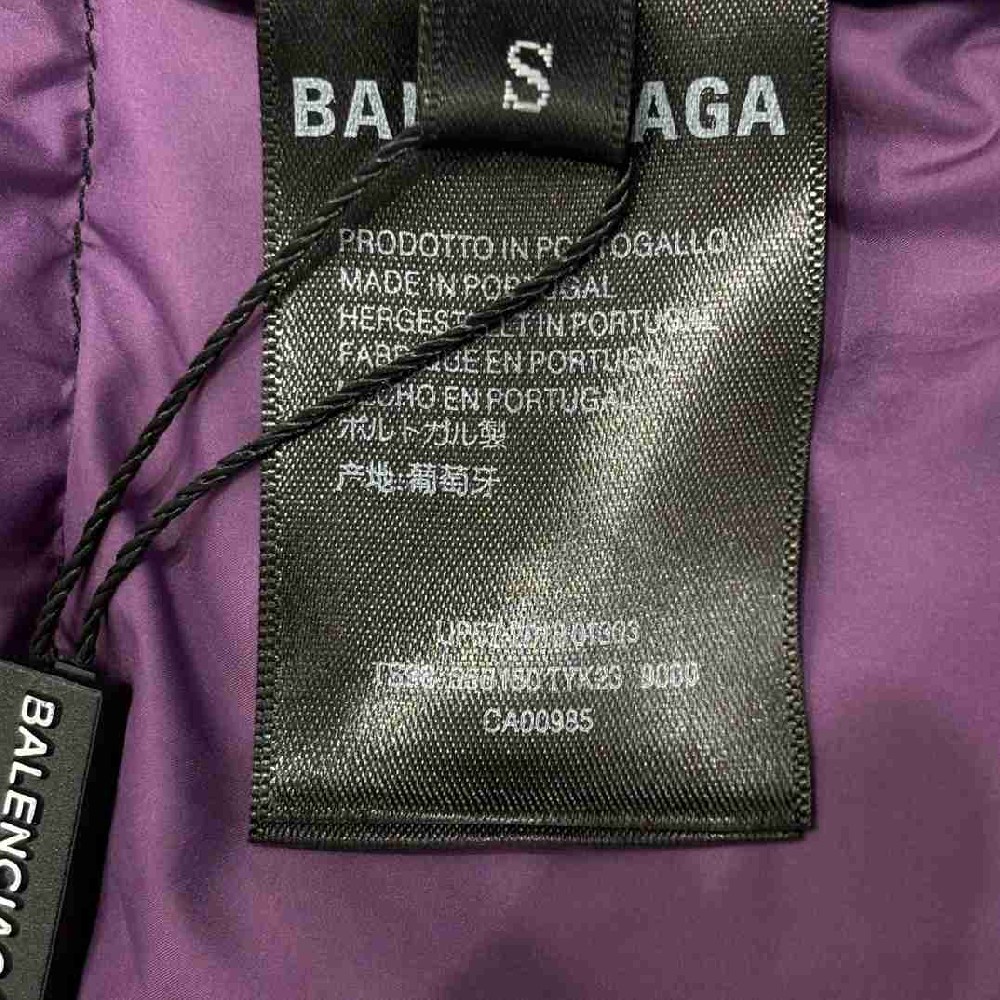 S
BAL AGA
PRODOTTO IN PORTOGALLO
MADE IN PORTUGAL
HERGESTELLT IN PORTUGAL
FABRIQUE EN PORTUGAL
HECHO EN PORTUGAL
ポルトガル製
产地:葡萄牙
9000
CA00985
BALENCIAG